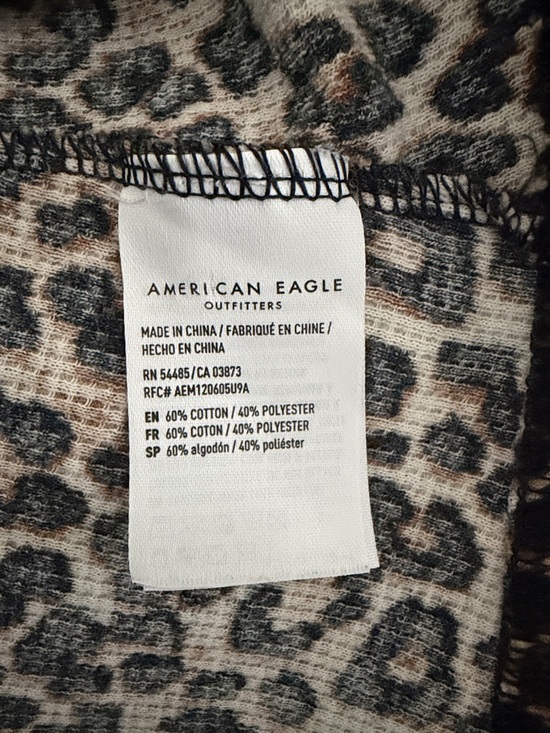 AMERICAN EAGLE
OUTFITTERS
MADE IN CHINA / FABRIQUÉ EN CHINE /
HECHO EN CHINA
RN 54485/CA 03873
RFC# AEM120605U9A
EN 60% COTTON / 40% POLYESTER
FR 60% COTON / 40% POLYESTER
SP 60% algodón / 40% poliéster